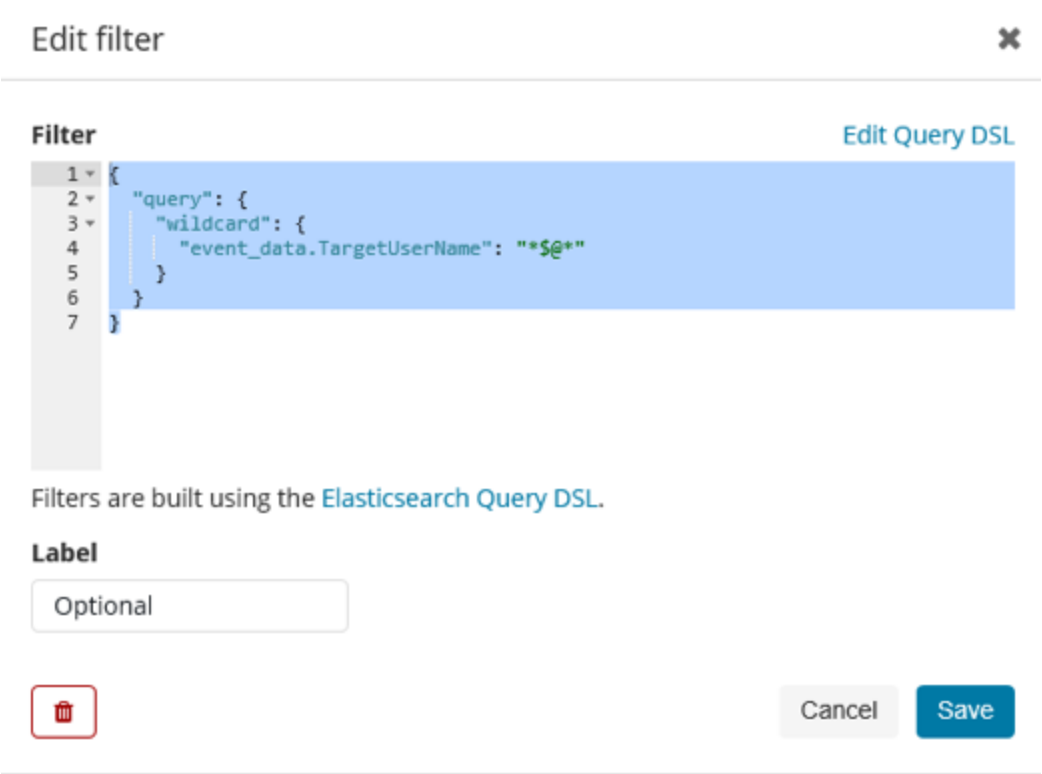 Edit filter ✖
Filter Edit Query DSL
1 {
2 "query": {
3 "wildcard": {
4 "event_data.TargetUserName": "*$@*"
5 }
6 }
7 }
Filters are built using the Elasticsearch Query DSL.
Label
Optional
Cancel Save